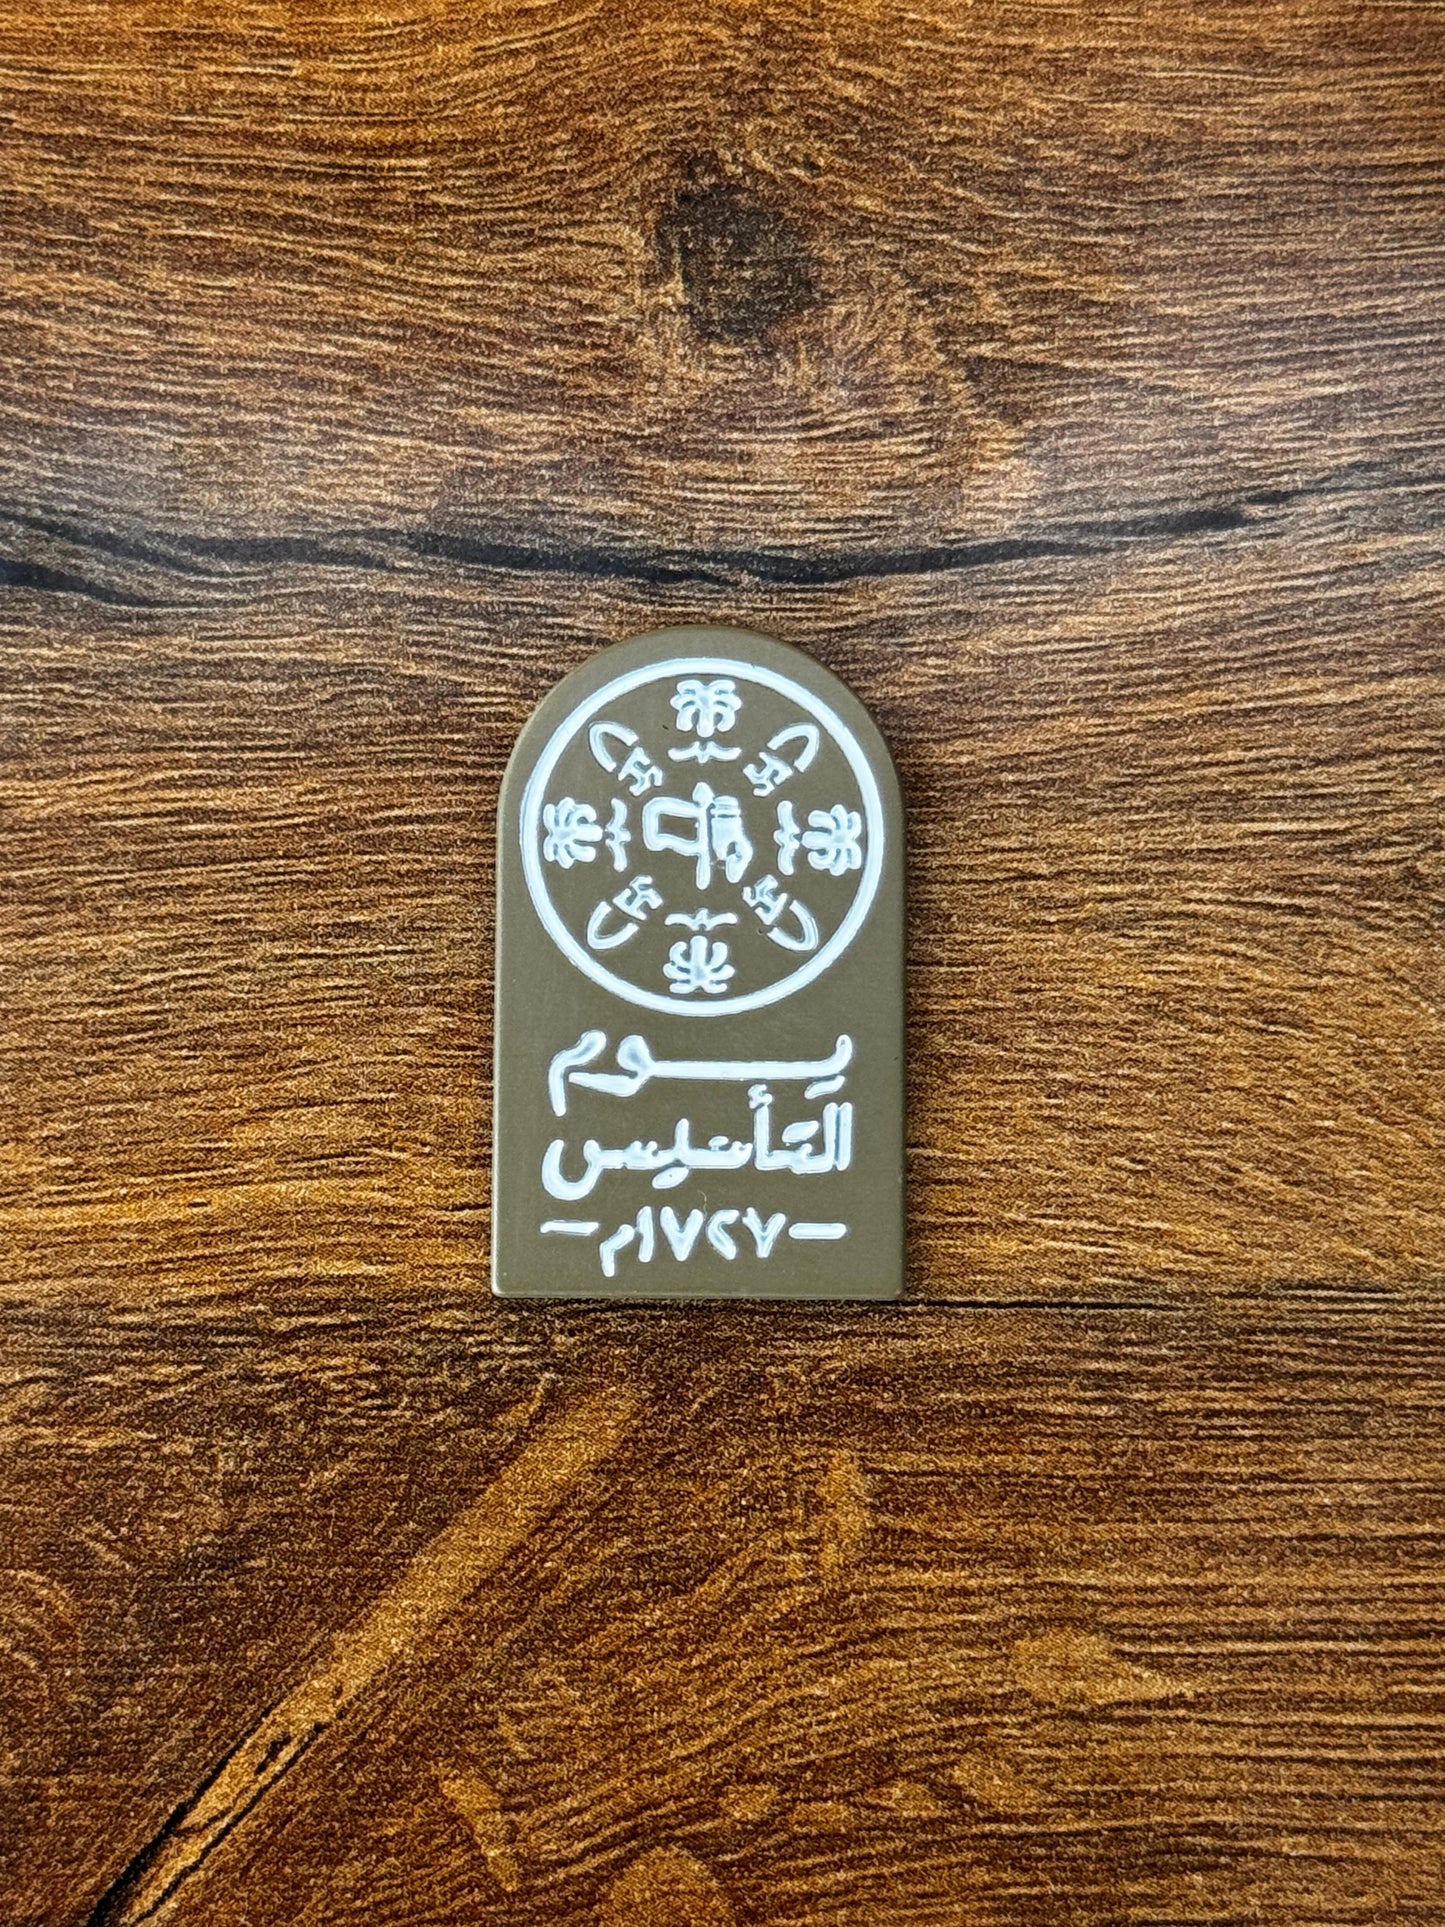 يوم
التأسيس
– ١٧٢٧م –